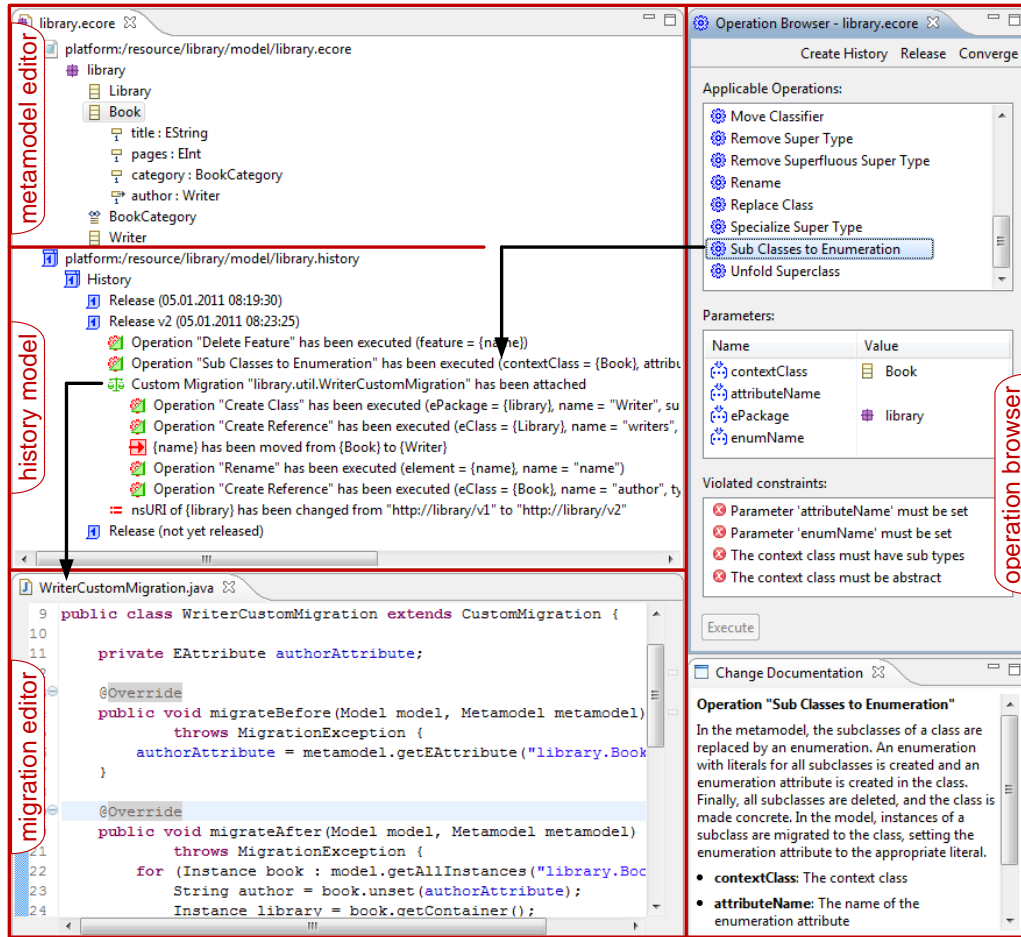 library.ecore
platform:/resource/library/model/library.ecore
library
Library
Book
title : EString
pages : EInt
category : BookCategory
author : Writer
BookCategory
Writer
metamodel editor
platform:/resource/library/model/library.history
History
Release (05.01.2011 08:19:30)
Release v2 (05.01.2011 08:23:25)
Operation "Delete Feature" has been executed (feature = {name})
Operation "Sub Classes to Enumeration" has been executed (contextClass = {Book}, attribu
Custom Migration "library.util.WriterCustomMigration" has been attached
Operation "Create Class" has been executed (ePackage = {library}, name = "Writer", su
Operation "Create Reference" has been executed (eClass = {Library}, name = "writers",
{name} has been moved from {Book} to {Writer}
Operation "Rename" has been executed (element = {name}, name = "name")
Operation "Create Reference" has been executed (eClass = {Book}, name = "author", ty
nsURI of {library} has been changed from "http://library/v1" to "http://library/v2"
Release (not yet released)
history model
WriterCustomMigration.java
9 public class WriterCustomMigration extends CustomMigration {
10
11 private EAttribute authorAttribute;
@Override
public void migrateBefore(Model model, Metamodel metamodel)
throws MigrationException {
authorAttribute = metamodel.getEAttribute("library.Book
}
@Override
public void migrateAfter(Model model, Metamodel metamodel)
21 throws MigrationException {
22 for (Instance book : model.getAllInstances("library.Boo
23 String author = book.unset(authorAttribute);
24 Instance library = book.getContainer();
migration editor
Operation Browser - library.ecore
Create History Release Converge
Applicable Operations:
Move Classifier
Remove Super Type
Remove Superfluous Super Type
Rename
Replace Class
Specialize Super Type
Sub Classes to Enumeration
Unfold Superclass
Parameters:
Name Value
contextClass Book
attributeName
ePackage library
enumName
Violated constraints:
Parameter 'attributeName' must be set
Parameter 'enumName' must be set
The context class must have sub types
The context class must be abstract
Execute
operation browser
Change Documentation
Operation "Sub Classes to Enumeration"
In the metamodel, the subclasses of a class are
replaced by an enumeration. An enumeration
with literals for all subclasses is created and an
enumeration attribute is created in the class.
Finally, all subclasses are deleted, and the class is
made concrete. In the model, instances of a
subclass are migrated to the class, setting the
enumeration attribute to the appropriate literal.
• contextClass: The context class
• attributeName: The name of the
enumeration attribute